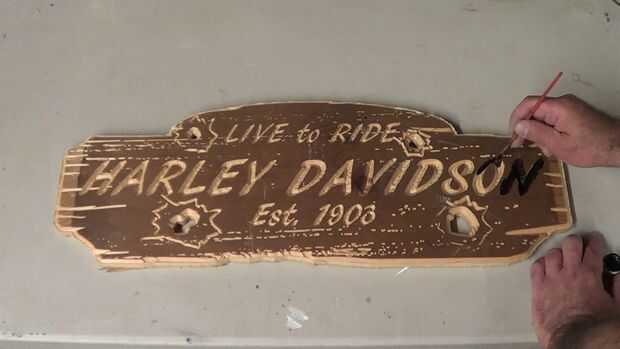 LIVE to RIDE
HARLEY DAVIDSON
Est. 1903